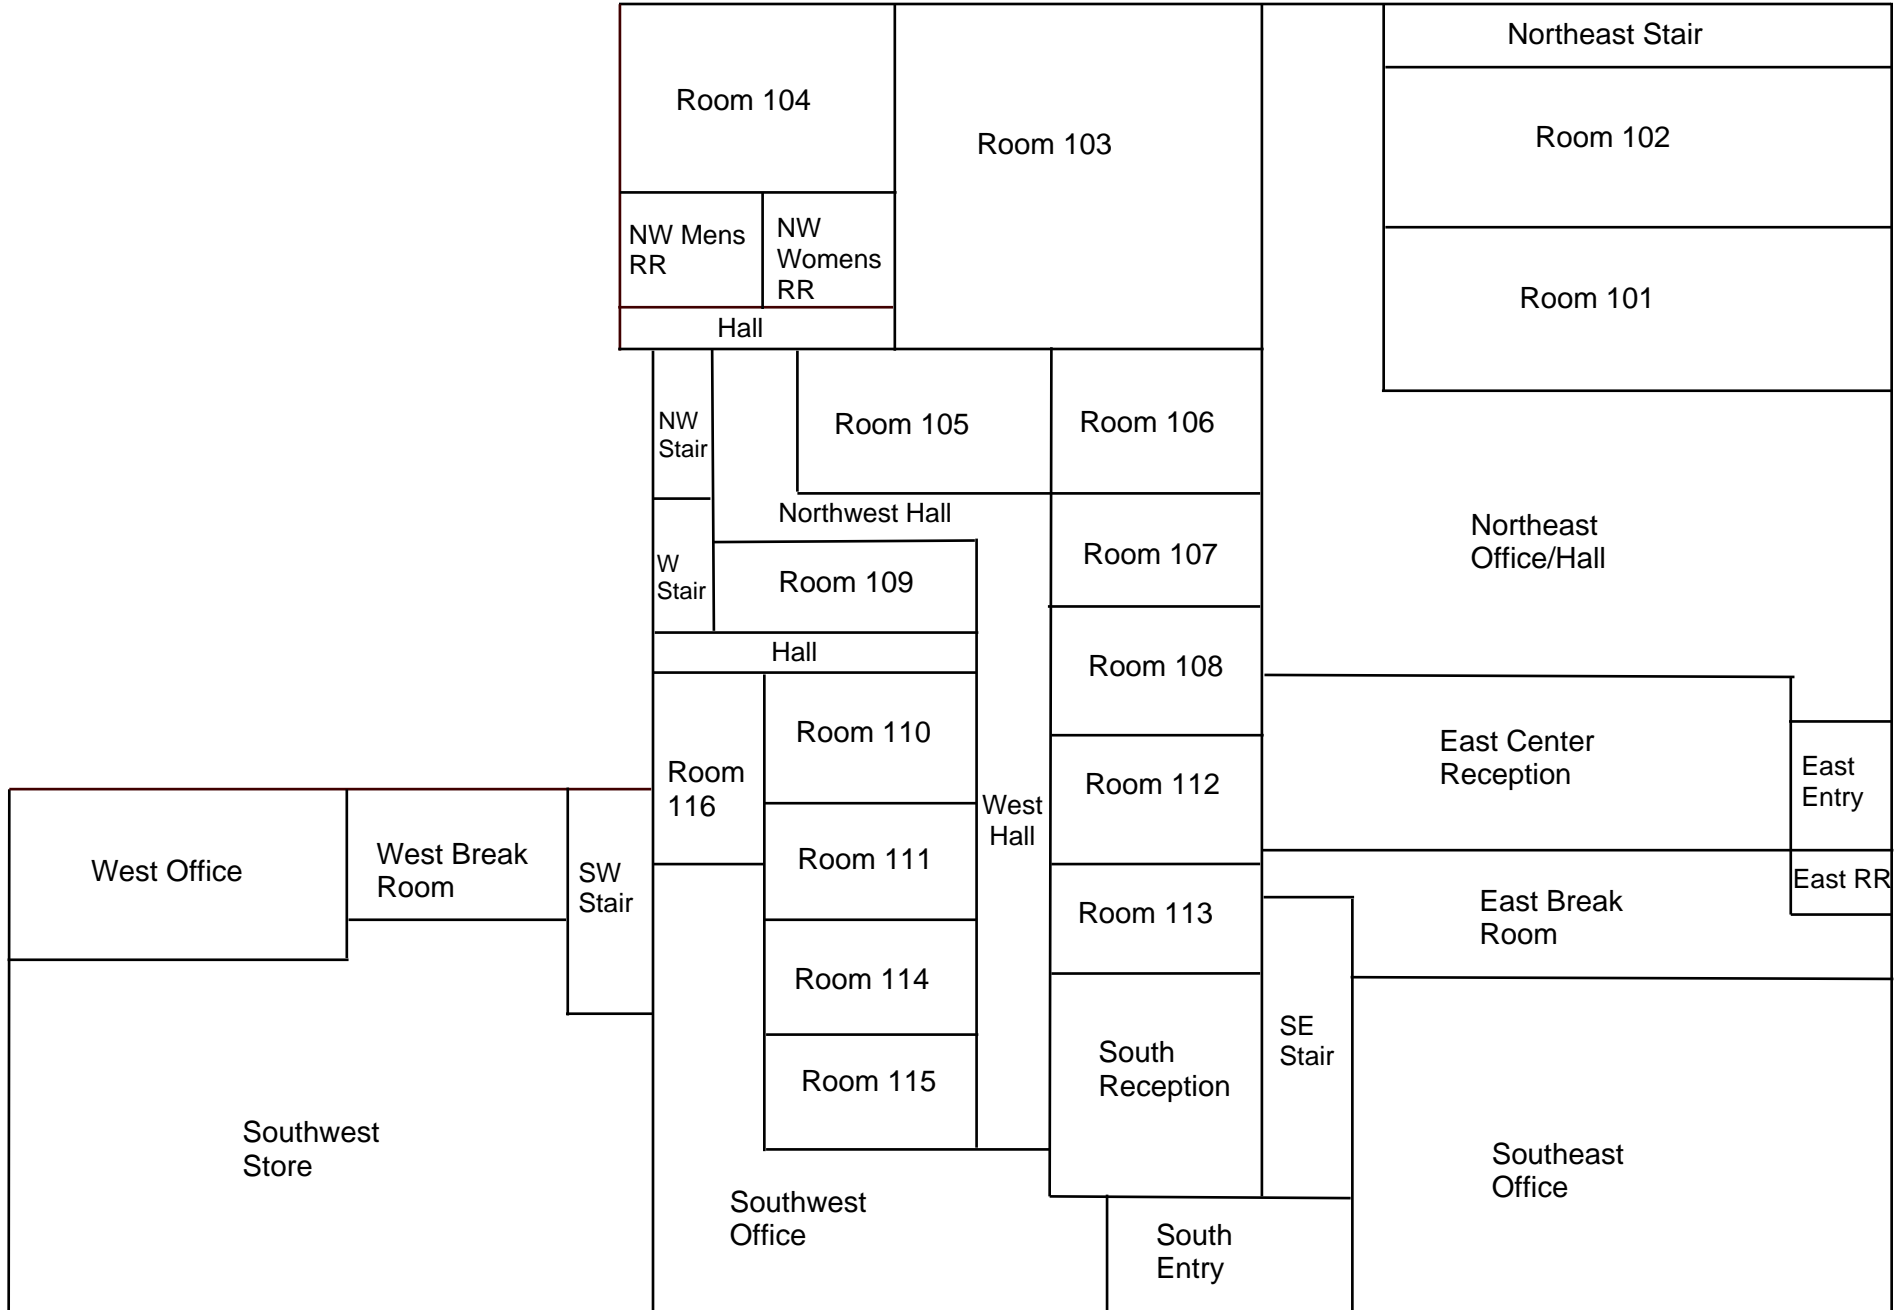 Northeast Stair
Room 104
Room 103
Room 102
NW Mens
RR
NW
Womens
RR
Room 101
Hall
NW
Stair
Room 105
Room 106
Northwest Hall
Northeast
Office/Hall
W
Stair
Room 109
Room 107
Hall
Room 108
Room 110
East Center
Reception
Room
116
West
Hall
Room 112
East
Entry
West Office
West Break
Room
SW
Stair
Room 111
Room 113
East Break
Room
East RR
Room 114
South
Reception
SE
Stair
Room 115
Southwest
Store
Southeast
Office
Southwest
Office
South
Entry